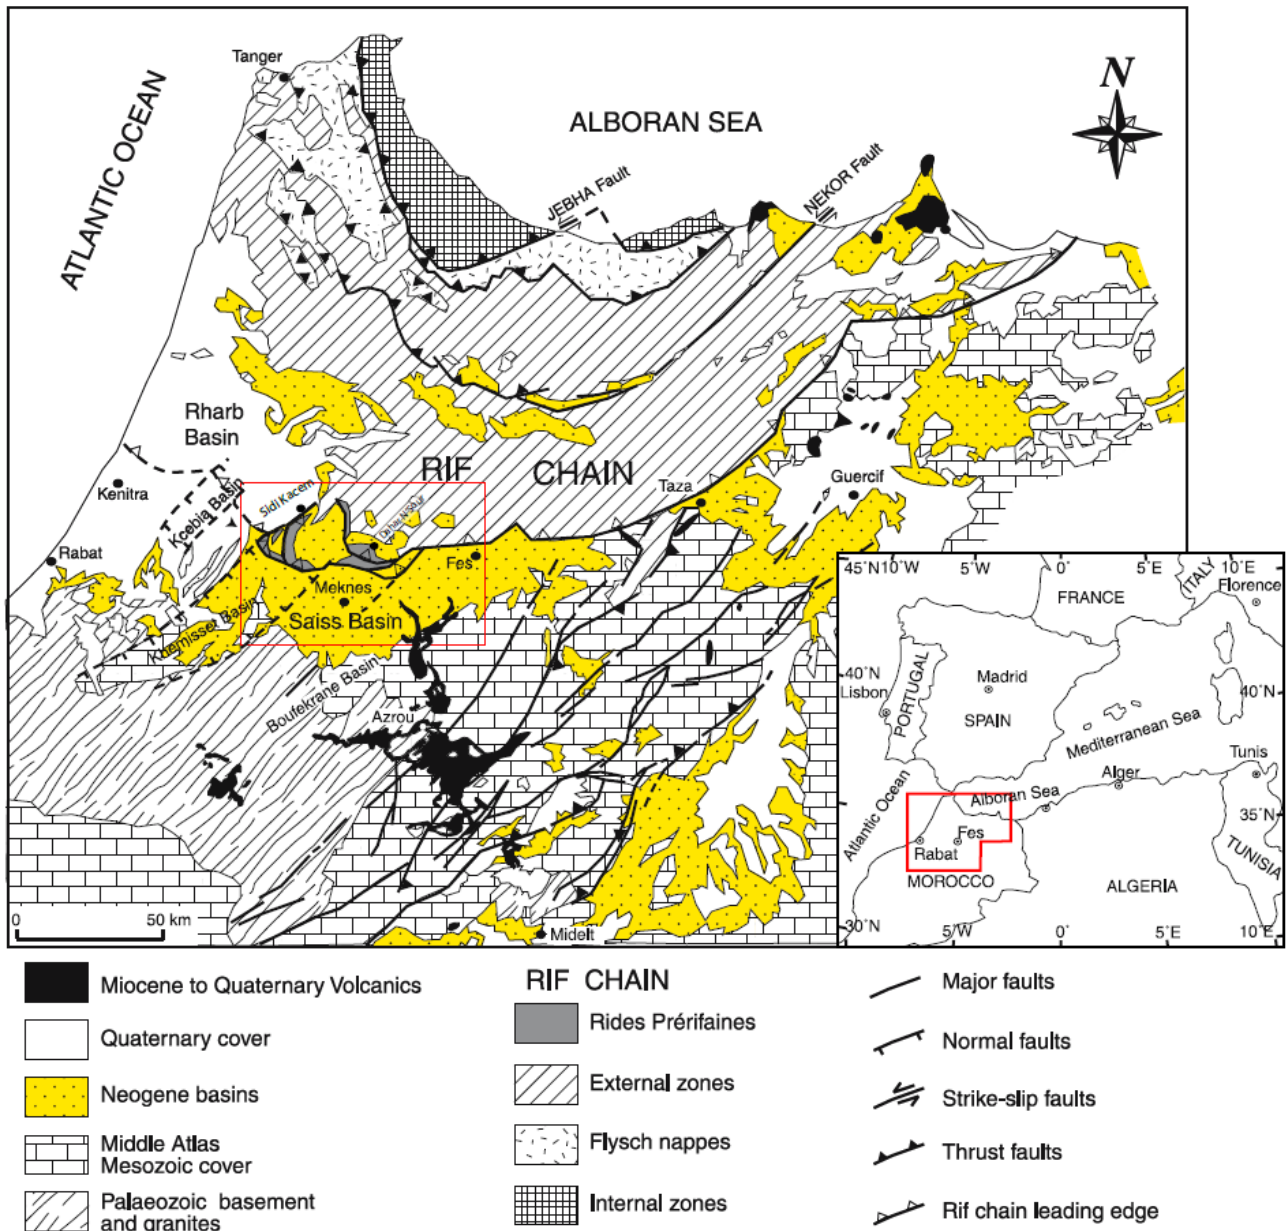 Tanger
N
ATLANTIC OCEAN
ALBORAN SEA
JEBHA Fault
NEKOR Fault
Rharb
Basin
RIF CHAIN
Kenitra
Kcebia Basin
Sidi Kacem
Taza
Guercif
Rabat
Fes
Meknes
Saiss Basin
Khemisset Basin
Boufekrane Basin
Azrou
Midelt
0 50 km
45°N
10°W
5°W
0°
5°E
ITALY
Florence
FRANCE
40°N
Lisbon
PORTUGAL
Madrid
SPAIN
40°N
Mediterranean Sea
Tunis
Alger
Atlantic Ocean
Alboran Sea
35°N
Fes
Rabat
MOROCCO
ALGERIA
TUNISIA
30°N
5°W
0°
5°E
10°E
Miocene to Quaternary Volcanics
Quaternary cover
Neogene basins
Middle Atlas
Mesozoic cover
Palaeozoic basement
and granites
RIF CHAIN
Rides Prérifaines
External zones
Flysch nappes
Internal zones
Major faults
Normal faults
Strike-slip faults
Thrust faults
Rif chain leading edge